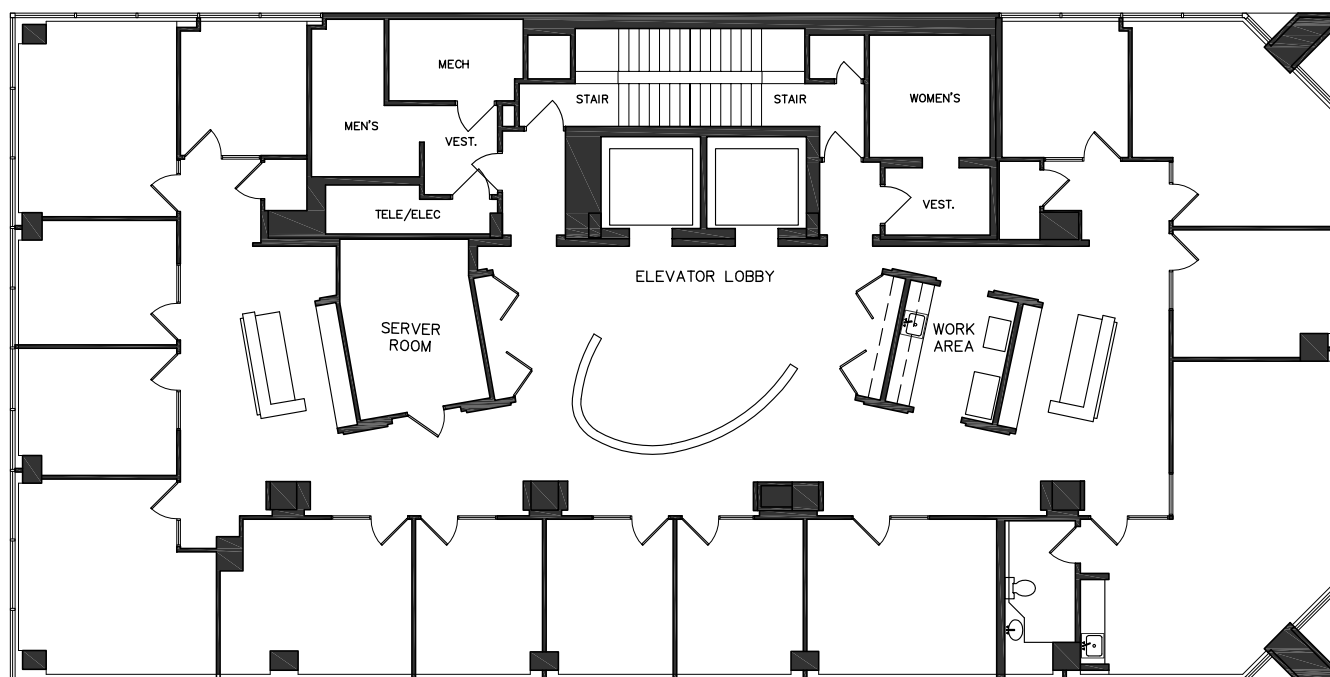 MECH
STAIR
STAIR
WOMEN'S
MEN'S
VEST.
VEST.
TELE/ELEC
ELEVATOR LOBBY
SERVER
ROOM
WORK
AREA